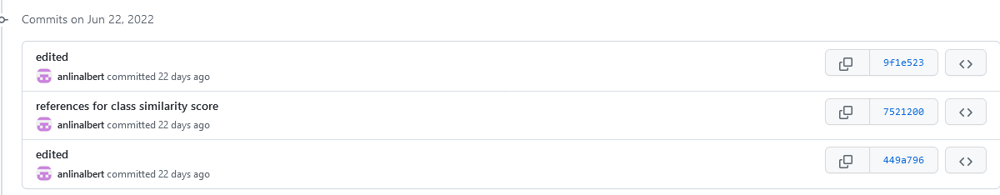 Commits on Jun 22, 2022
edited
anlinalbert committed 22 days ago
9f1e523
references for class similarity score
anlinalbert committed 22 days ago
7521200
edited
anlinalbert committed 22 days ago
449a796